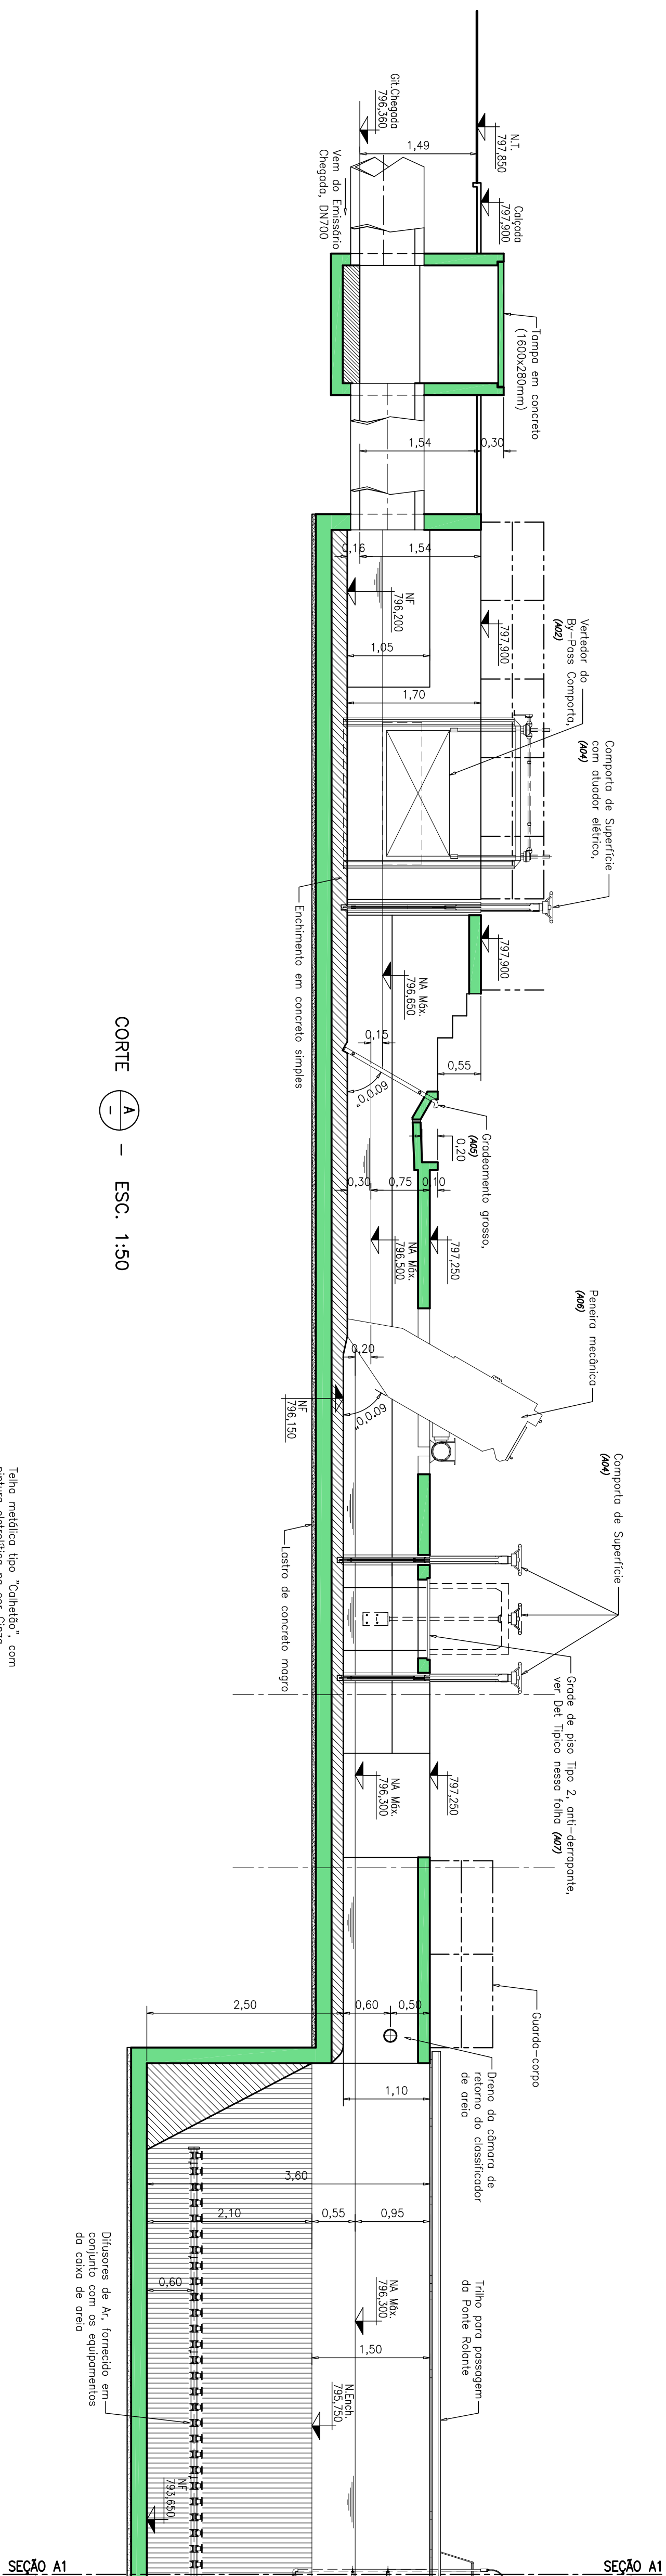 N.T.
797,850
Calçada
797,900
Git.Chegada
796,360
1,49
Vem do Emissário
Chegada, DN700
Tampa em concreto
(1600x280mm)
1,54
0,30
0,16
1,54
NF
796,200
797,900
1,05
1,70
Vertedor do
By-Pass Comporta,
(A02)
Comporta de Superfície
com atuador elétrico,
(A04)
Enchimento em concreto simples
797,900
NA Máx.
796,650
0,15
0,55
60,0°
Gradeamento grosso,
(A05)
0,20
0,30
0,75
0,10
797,250
NA Máx.
796,500
Peneira mecânica
(A06)
0,20
60,0°
NF
796,150
Lastro de concreto magro
Comporta de Superfície
(A04)
Grade de piso Tipo 2, anti-derrapante,
ver Det Tipico nessa folha (A07)
797,250
NA Máx.
796,300
Guarda-corpo
2,50
0,60
0,50
Dreno da câmara de
retorno do classificador
de areia
1,10
3,60
2,10
0,55
0,95
0,60
NA Máx.
796,300
1,50
Trilho para passagem
da Ponte Rolante
N.Ench.
795,750
Difusores de Ar, fornecido em
conjunto com os equipamentos
da caixa de areia
NF
793,650
CORTE A - ESC. 1:50
-
Telha metálica tipo "Calhetão", com
SEÇÃO A1
SEÇÃO A1